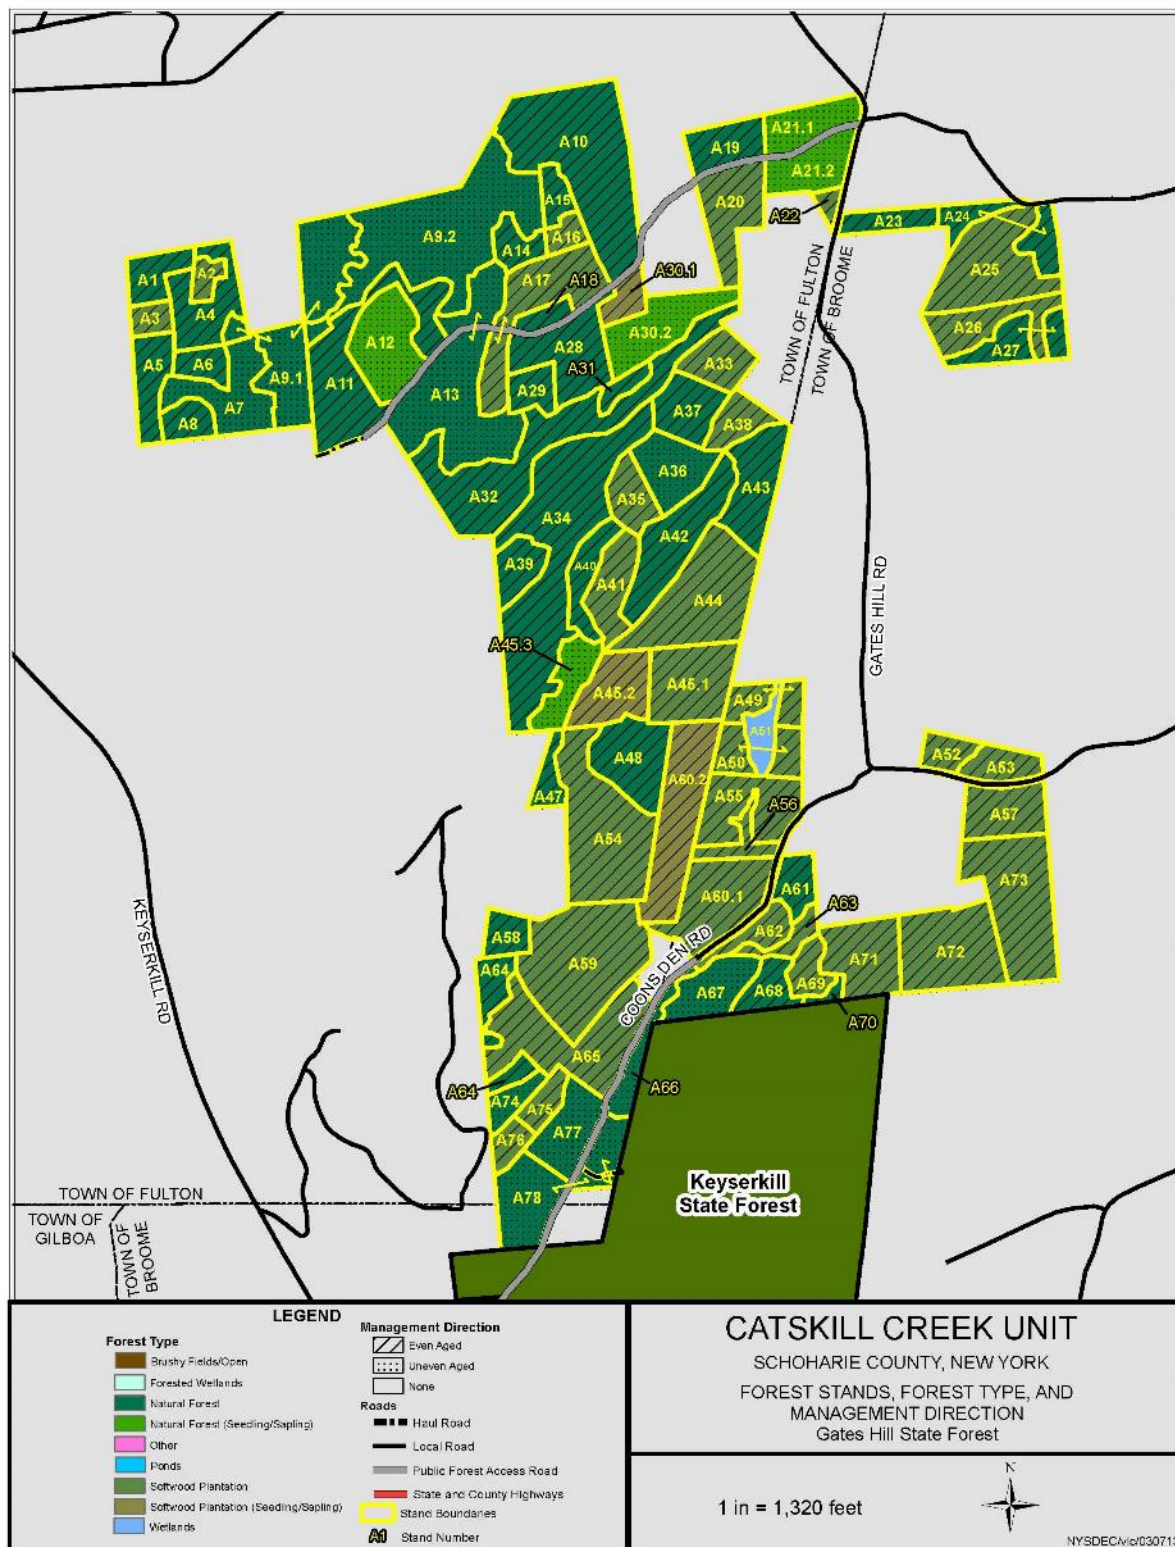 A10
A19
A21.1
A21.2
A15
A20
A22
A23
A24
A9.2
A14
A16
A1
A2
A17
A18
A30.1
A25
A3
A4
A12
A28
A30.2
A26
A27
A5
A6
A9.1
A11
A13
A29
A31
A33
A7
A8
A37
A38
TOWN OF FULTON
TOWN OF BROOME
A36
A43
A32
A34
A35
A42
A39
A40
A41
A44
GATES HILL RD
A45.3
A45.2
A45.1
A49
A51
A48
A50
A52
A53
A60.2
A47
A55
A56
A57
A54
A60.1
A61
A73
A63
A58
A62
A59
A64
KEYSERKILL RD
COONS DEN RD
A71
A72
A67
A68
A69
A70
A65
A66
A64
A74
A75
A76
A77
A78
Keyserkill
State Forest
TOWN OF FULTON
TOWN OF
GILBOA
TOWN OF
BROOME
LEGEND
Forest Type
Brushy Fields/Open
Forested Wetlands
Natural Forest
Natural Forest (Seedling/Sapling)
Other
Ponds
Softwood Plantation
Softwood Plantation (Seedling/Sapling)
Wetlands
Management Direction
Even Aged
Uneven Aged
None
Roads
Haul Road
Local Road
Public Forest Access Road
State and County Highways
Stand Boundaries
A1 Stand Number
CATSKILL CREEK UNIT
SCHOHARIE COUNTY, NEW YORK
FOREST STANDS, FOREST TYPE, AND
MANAGEMENT DIRECTION
Gates Hill State Forest
1 in = 1,320 feet
N